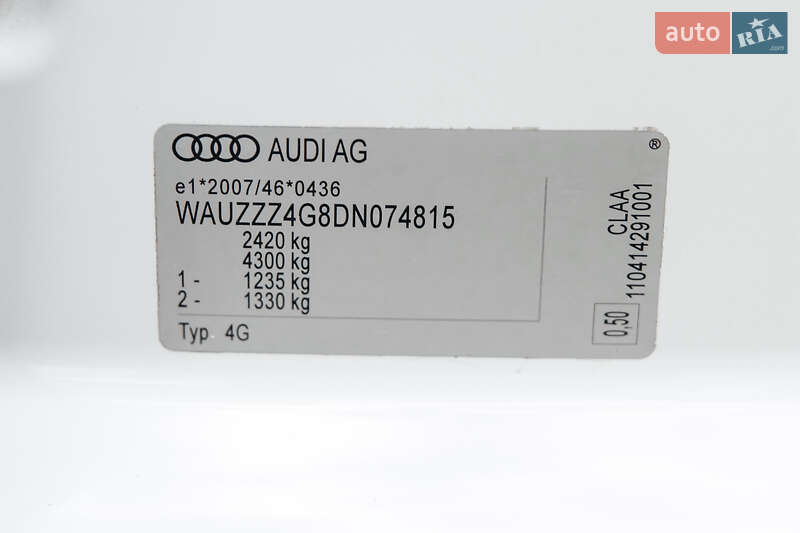 auto RIA .com
AUDI AG ®
e1*2007/46*0436
WAUZZZ4G8DN074815
2420 kg
4300 kg
1 - 1235 kg
2 - 1330 kg
Typ. 4G
CLAA
110414291001
0,50